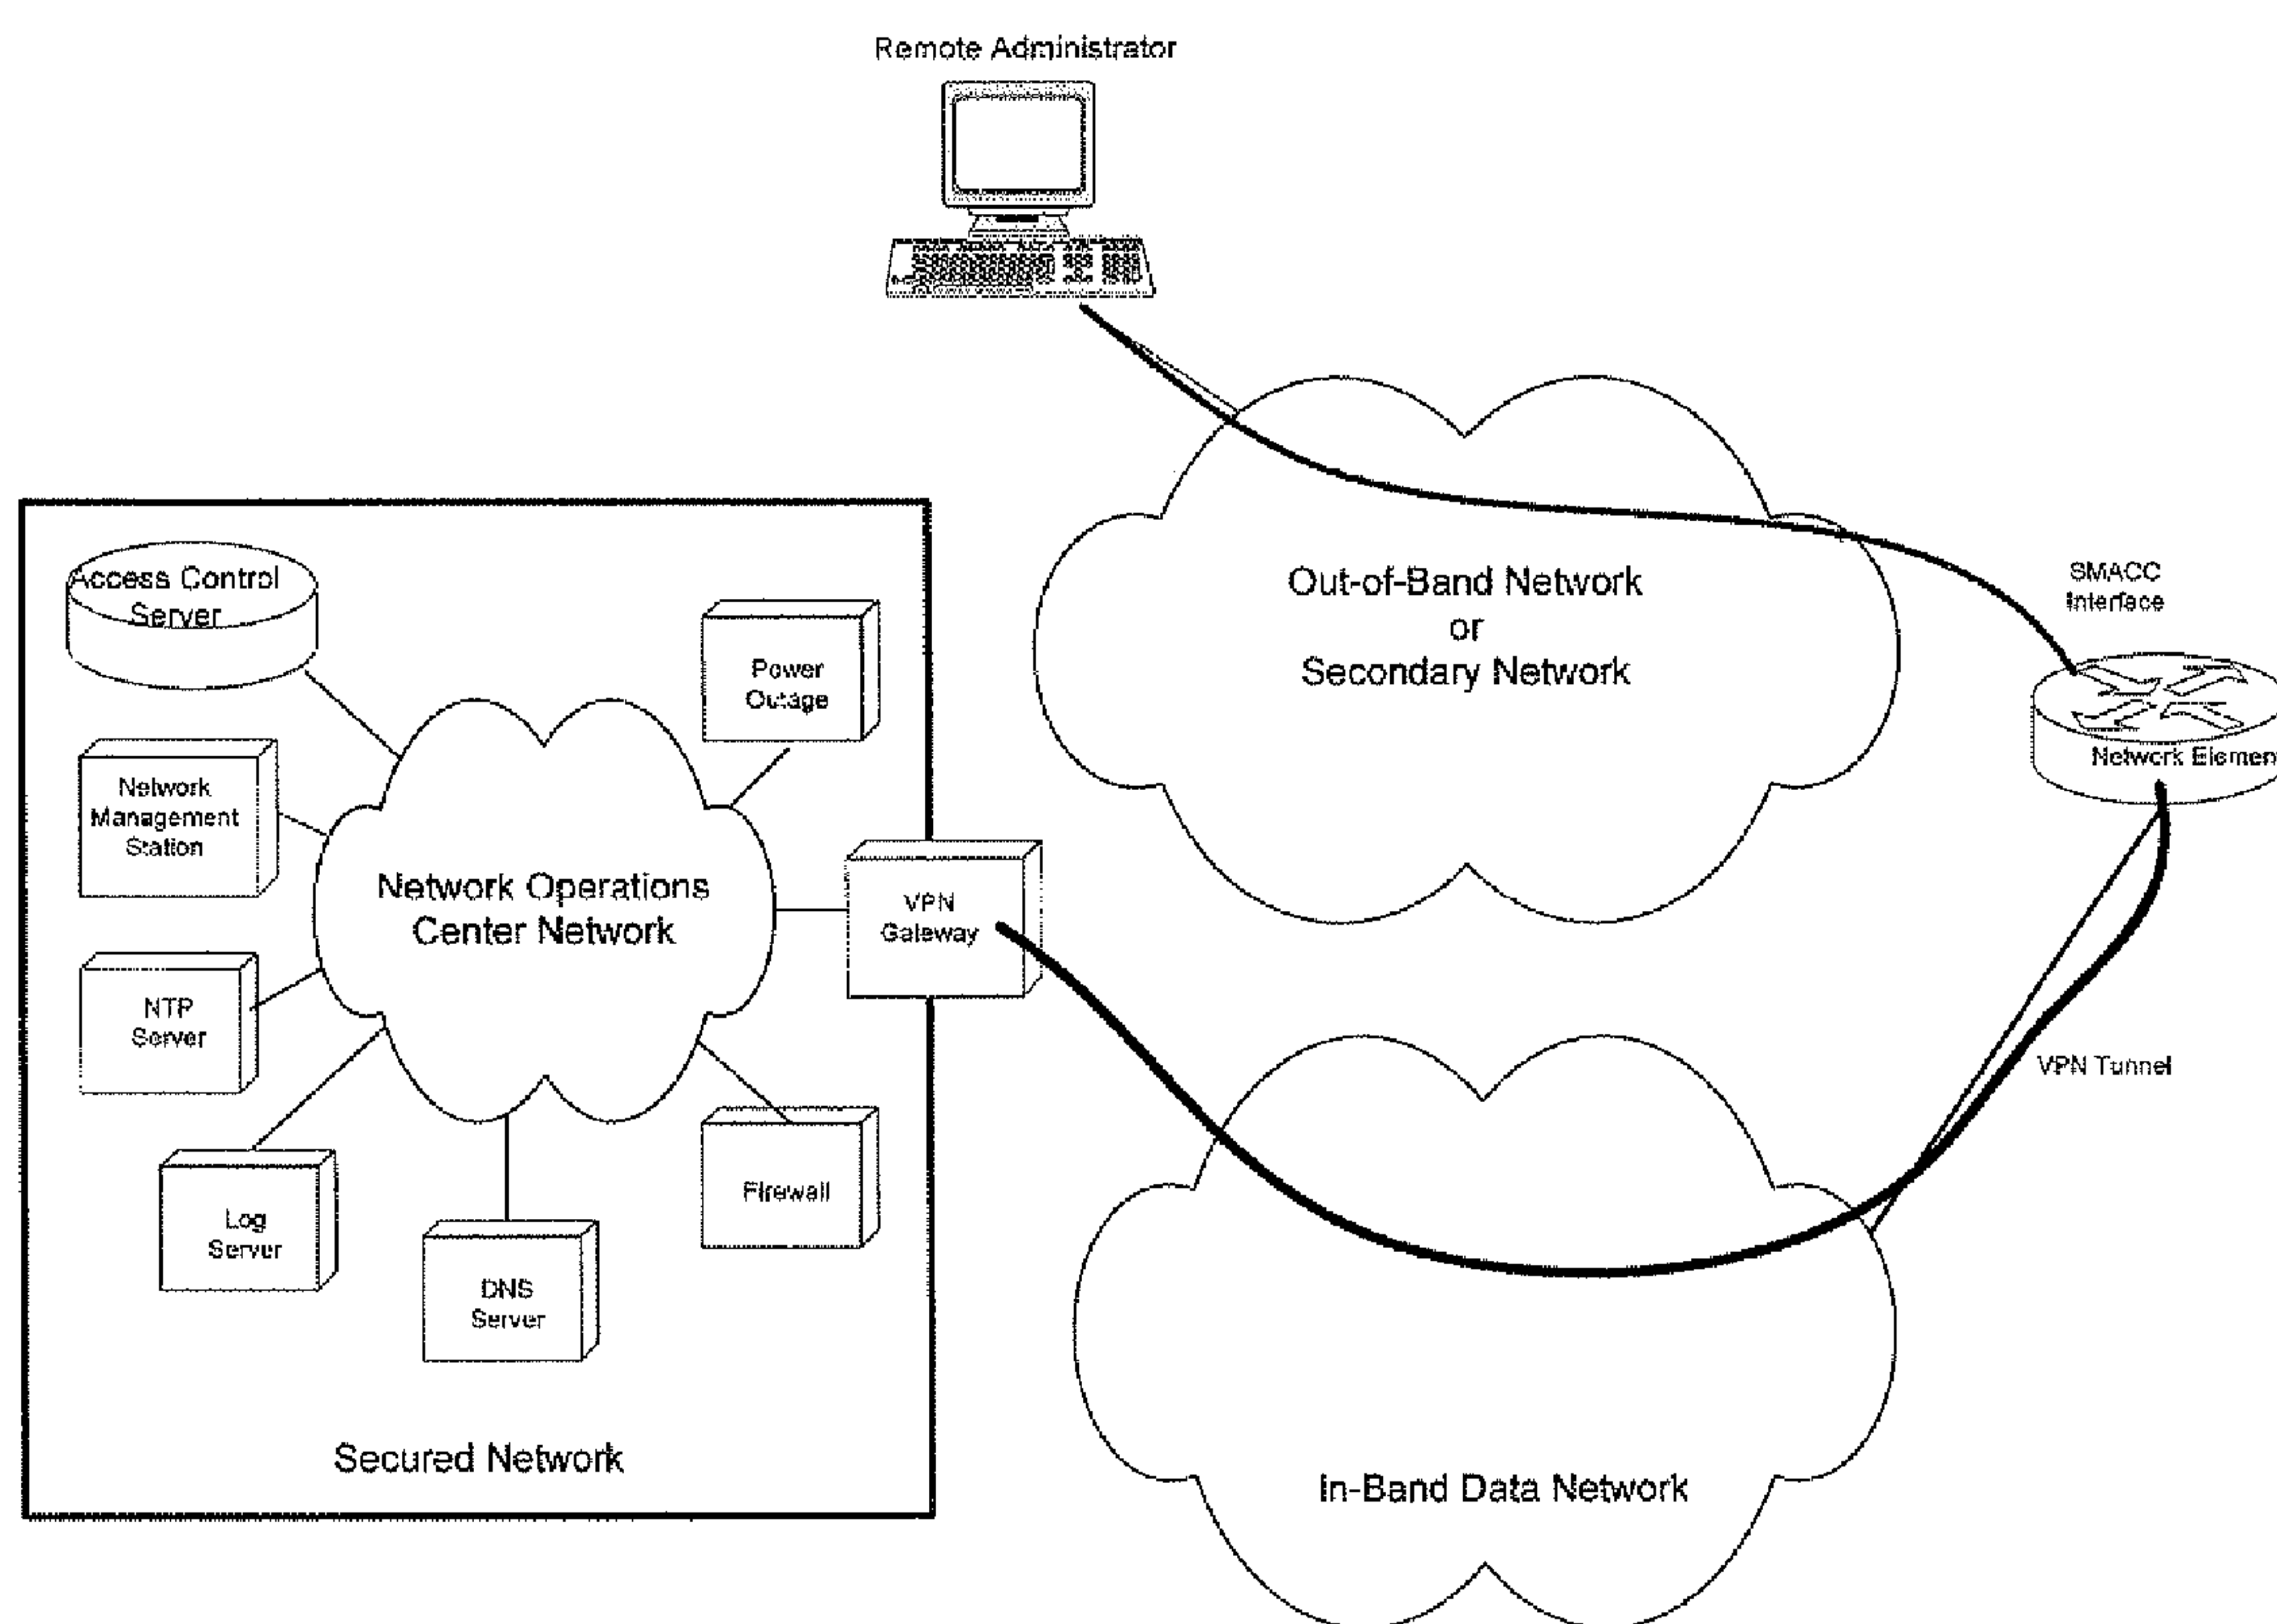 Remote Administrator
Out-of-Band Network
or
Secondary Network
SMACC
Interface
Network Elemen
Access Control
Server
Power
Outage
Network
Management
Station
Network Operations
Center Network
VPN
Gateway
NTP
Server
VPN Tunnel
Log
Server
Firewall
DNS
Server
Secured Network
In-Band Data Network